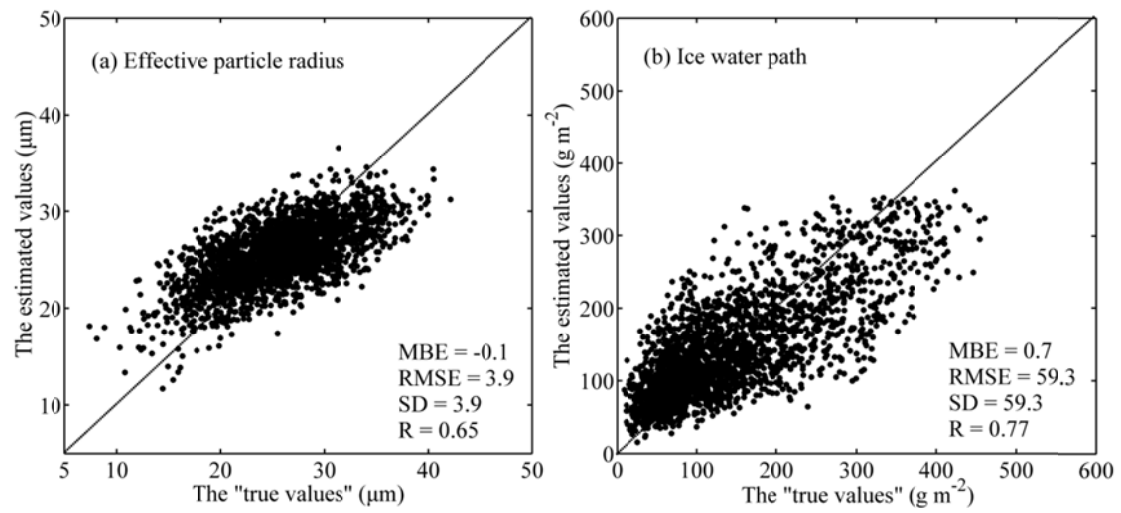 50
40
30
20
10
5
10
20
30
40
50
The estimated values (μm)
The "true values" (μm)
(a) Effective particle radius
MBE = -0.1
RMSE = 3.9
SD = 3.9
R = 0.65
600
500
400
300
200
100
0
0
100
200
300
400
500
600
The estimated values (g m⁻²)
The "true values" (g m⁻²)
(b) Ice water path
MBE = 0.7
RMSE = 59.3
SD = 59.3
R = 0.77